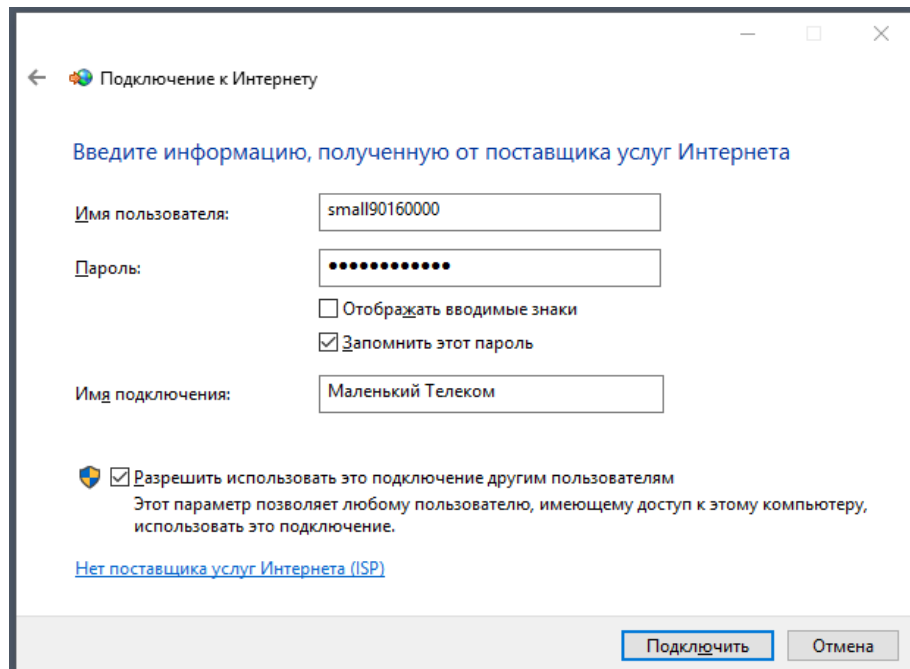 Подключение к Интернету
Введите информацию, полученную от поставщика услуг Интернета
Имя пользователя:
small90160000
Пароль:
••••••••••••
Отображать вводимые знаки
Запомнить этот пароль
Имя подключения:
Маленький Телеком
Разрешить использовать это подключение другим пользователям
Этот параметр позволяет любому пользователю, имеющему доступ к этому компьютеру,
использовать это подключение.
Нет поставщика услуг Интернета (ISP)
Подключить Отмена